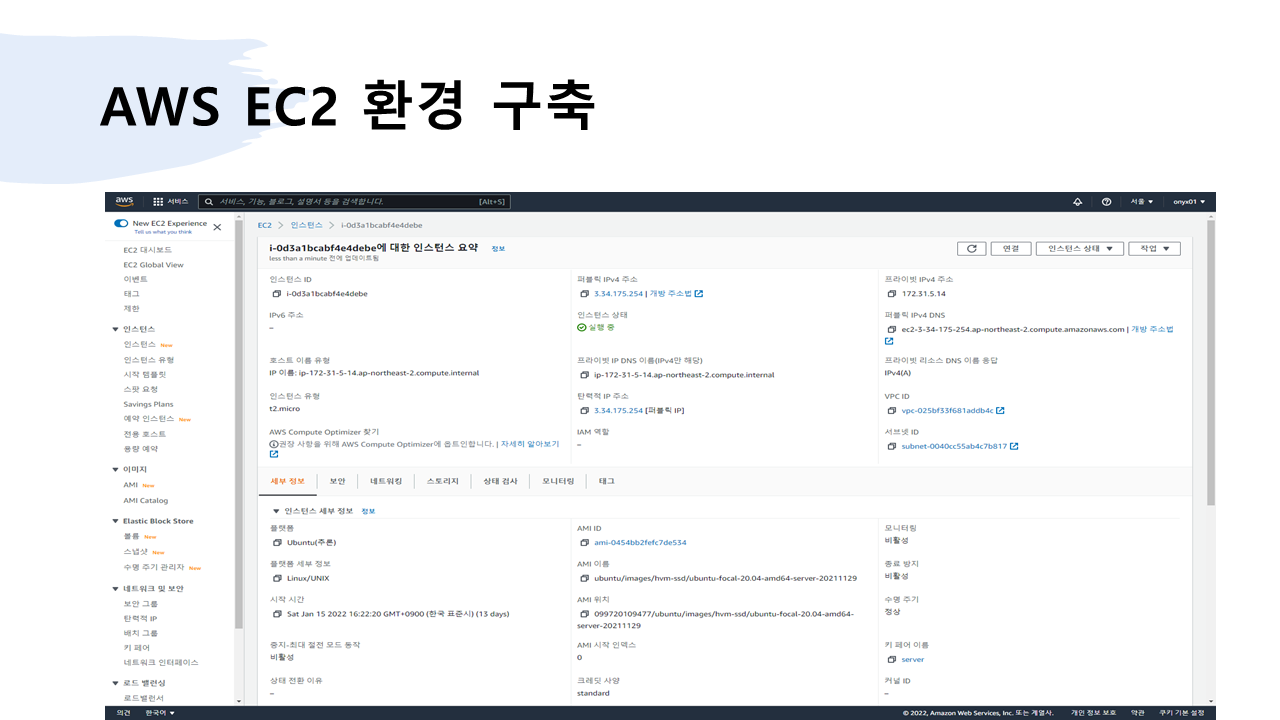 AWS EC2 환경 구축
aws
서비스
서비스, 기능, 블로그, 설명서 등을 검색합니다.
[Alt+S]
서울 ▼
onyx01 ▼
New EC2 Experience
Tell us what you think
EC2 대시보드
EC2 Global View
이벤트
태그
제한
▼ 인스턴스
인스턴스 New
인스턴스 유형
시작 템플릿
스팟 요청
Savings Plans
예약 인스턴스 New
전용 호스트
용량 예약
▼ 이미지
AMI New
AMI Catalog
▼ Elastic Block Store
볼륨 New
스냅샷 New
수명 주기 관리자 New
▼ 네트워크 및 보안
보안 그룹
탄력적 IP
배치 그룹
키 페어
네트워크 인터페이스
▼ 로드 밸런싱
로드밸런서
EC2 > 인스턴스 > i-0d3a1bcabf4e4debe
i-0d3a1bcabf4e4debe에 대한 인스턴스 요약 정보
less than a minute 전에 업데이트됨
연결
인스턴스 상태 ▼
작업 ▼
인스턴스 ID
i-0d3a1bcabf4e4debe
퍼블릭 IPv4 주소
3.34.175.254 | 개방 주소법
프라이빗 IPv4 주소
172.31.5.14
IPv6 주소
–
인스턴스 상태
실행 중
퍼블릭 IPv4 DNS
ec2-3-34-175-254.ap-northeast-2.compute.amazonaws.com | 개방 주소법
호스트 이름 유형
IP 이름: ip-172-31-5-14.ap-northeast-2.compute.internal
프라이빗 IP DNS 이름(IPv4만 해당)
ip-172-31-5-14.ap-northeast-2.compute.internal
프라이빗 리소스 DNS 이름 응답
IPv4(A)
인스턴스 유형
t2.micro
탄력적 IP 주소
3.34.175.254 [퍼블릭 IP]
VPC ID
vpc-025bf33f681addb4c
AWS Compute Optimizer 찾기
권장 사항을 위해 AWS Compute Optimizer에 옵트인합니다. | 자세히 알아보기
IAM 역할
–
서브넷 ID
subnet-0040cc55ab4c7b817
세부 정보
보안
네트워킹
스토리지
상태 검사
모니터링
태그
▼ 인스턴스 세부 정보 정보
플랫폼
Ubuntu(추론)
AMI ID
ami-0454bb2fefc7de534
모니터링
비활성
플랫폼 세부 정보
Linux/UNIX
AMI 이름
ubuntu/images/hvm-ssd/ubuntu-focal-20.04-amd64-server-20211129
종료 방지
비활성
시작 시간
Sat Jan 15 2022 16:22:20 GMT+0900 (한국 표준시) (13 days)
AMI 위치
099720109477/ubuntu/images/hvm-ssd/ubuntu-focal-20.04-amd64-
server-20211129
수명 주기
정상
중지-최대 절전 모드 동작
비활성
AMI 시작 인덱스
0
키 페어 이름
server
상태 전환 이유
–
크레딧 사양
standard
커널 ID
–
의견
한국어 ▼
© 2022, Amazon Web Services, Inc. 또는 계열사.
개인 정보 보호
약관
쿠키 기본 설정